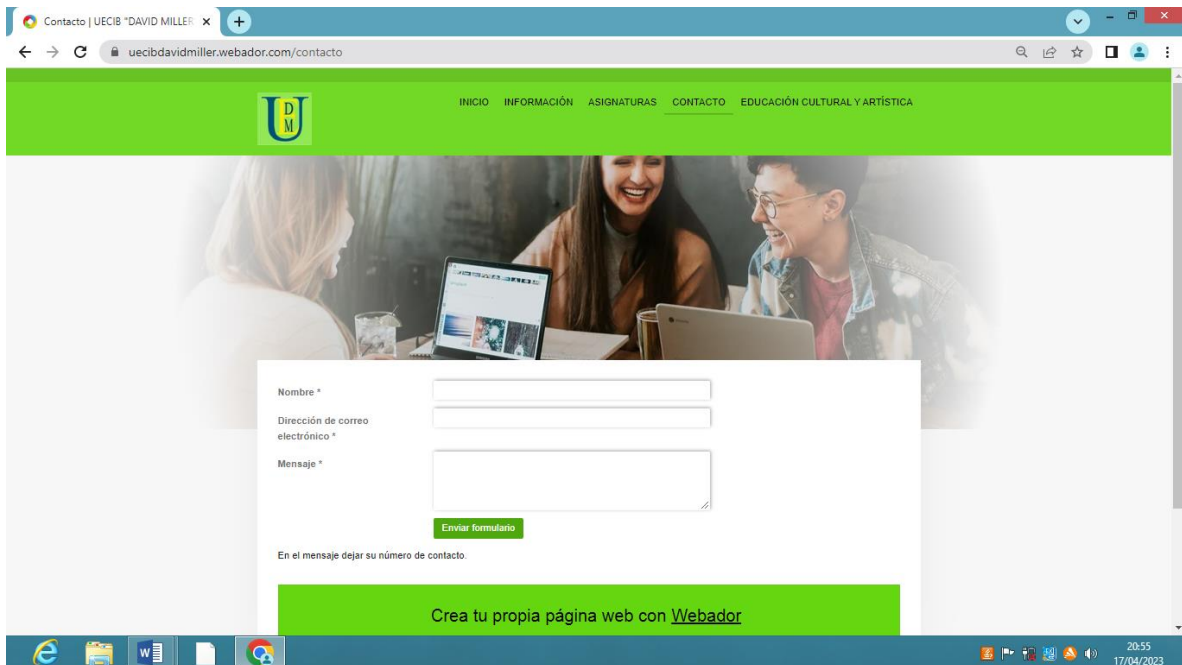 Contacto | UECIB "DAVID MILLER
uecibdavidmiller.webador.com/contacto
U
D
M
INICIO INFORMACIÓN ASIGNATURAS CONTACTO EDUCACIÓN CULTURAL Y ARTÍSTICA
Nombre *
Dirección de correo
electrónico *
Mensaje *
Enviar formulario
En el mensaje dejar su número de contacto.
Crea tu propia página web con Webador
20:55
17/04/2023